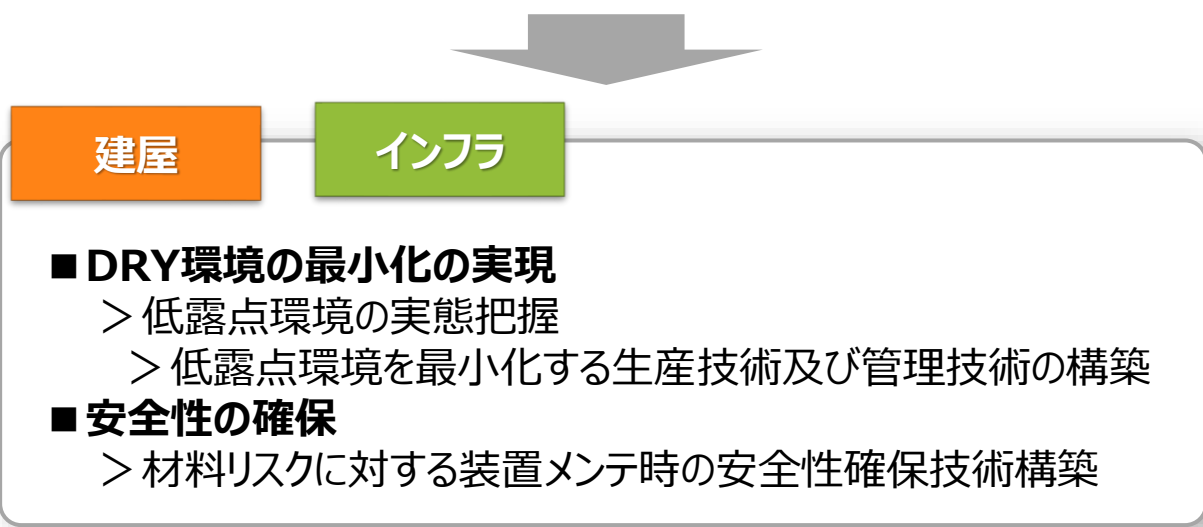 建屋
インフラ
■DRY環境の最小化の実現
＞低露点環境の実態把握
＞低露点環境を最小化する生産技術及び管理技術の構築
■安全性の確保
＞材料リスクに対する装置メンテ時の安全性確保技術構築